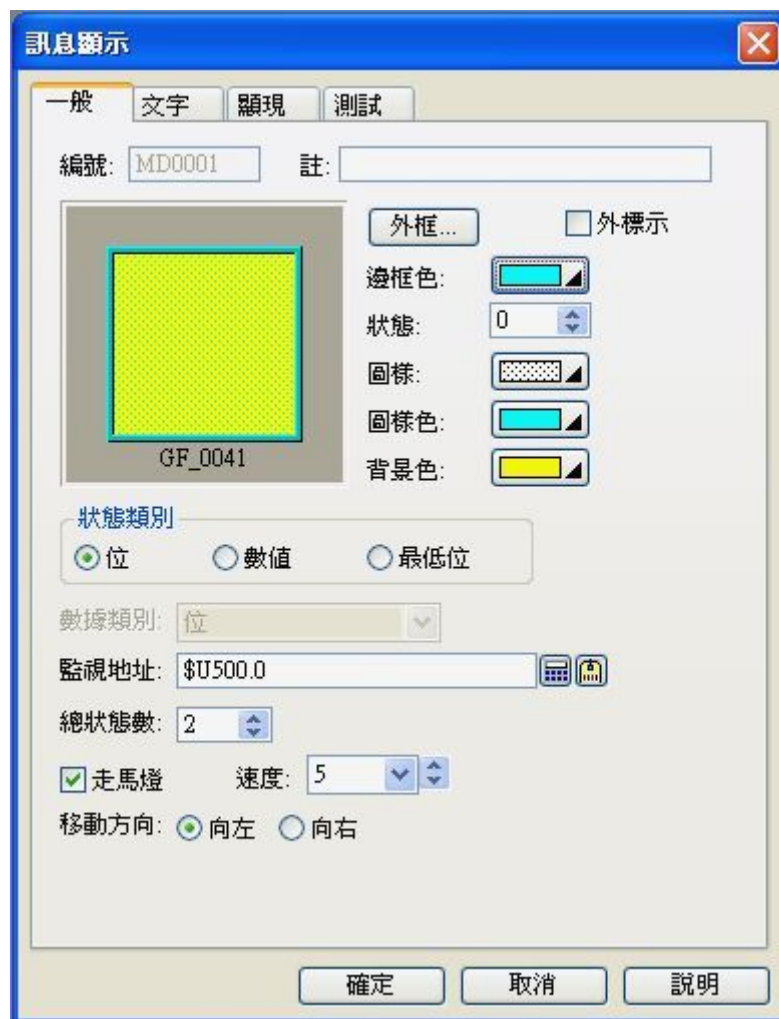 訊息顯示
一般 文字 顯現 測試
編號: MD0001 註:
外框... 外標示
邊框色:
狀態: 0
圖樣:
圖樣色:
背景色:
GF_0041
狀態類別
位 數值 最低位
數據類別: 位
監視地址: $U500.0
總狀態數: 2
走馬燈 速度: 5
移動方向: 向左 向右
確定 取消 說明